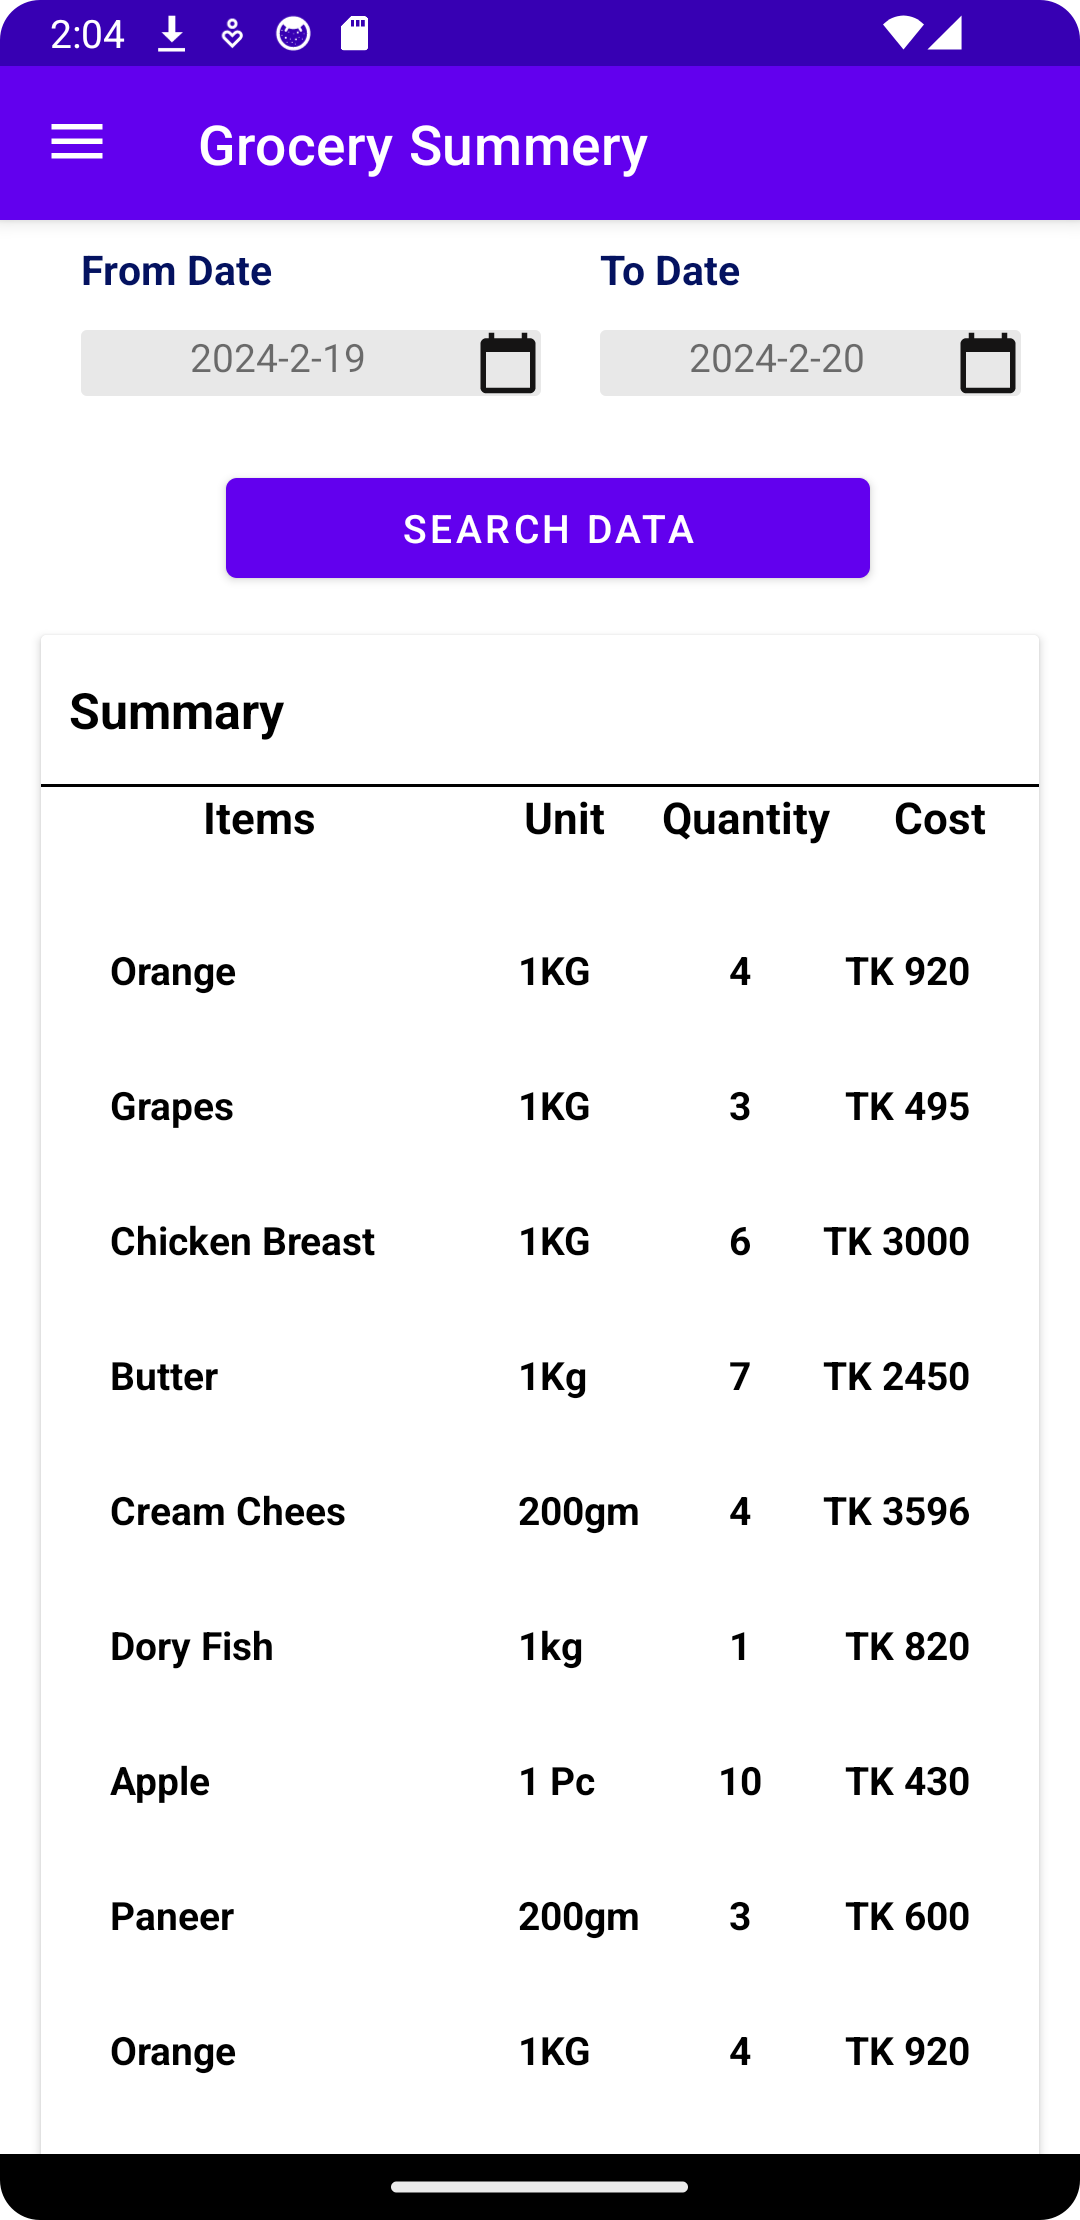 2:04
Grocery Summery
From Date To Date
2024-2-19 2024-2-20
SEARCH DATA
Summary
Items Unit Quantity Cost
Orange 1KG 4 TK 920
Grapes 1KG 3 TK 495
Chicken Breast 1KG 6 TK 3000
Butter 1Kg 7 TK 2450
Cream Chees 200gm 4 TK 3596
Dory Fish 1kg 1 TK 820
Apple 1 Pc 10 TK 430
Paneer 200gm 3 TK 600
Orange 1KG 4 TK 920